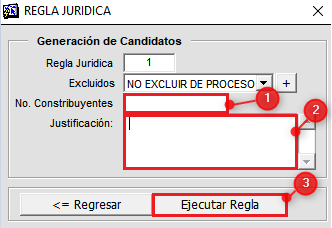 REGLA JURIDICA
Generación de Candidatos
Regla Juridica 1
Excluidos NO EXCLUIR DE PROCESO +
No. Constribuyentes 1
Justificación: 2
3
<= Regresar Ejecutar Regla